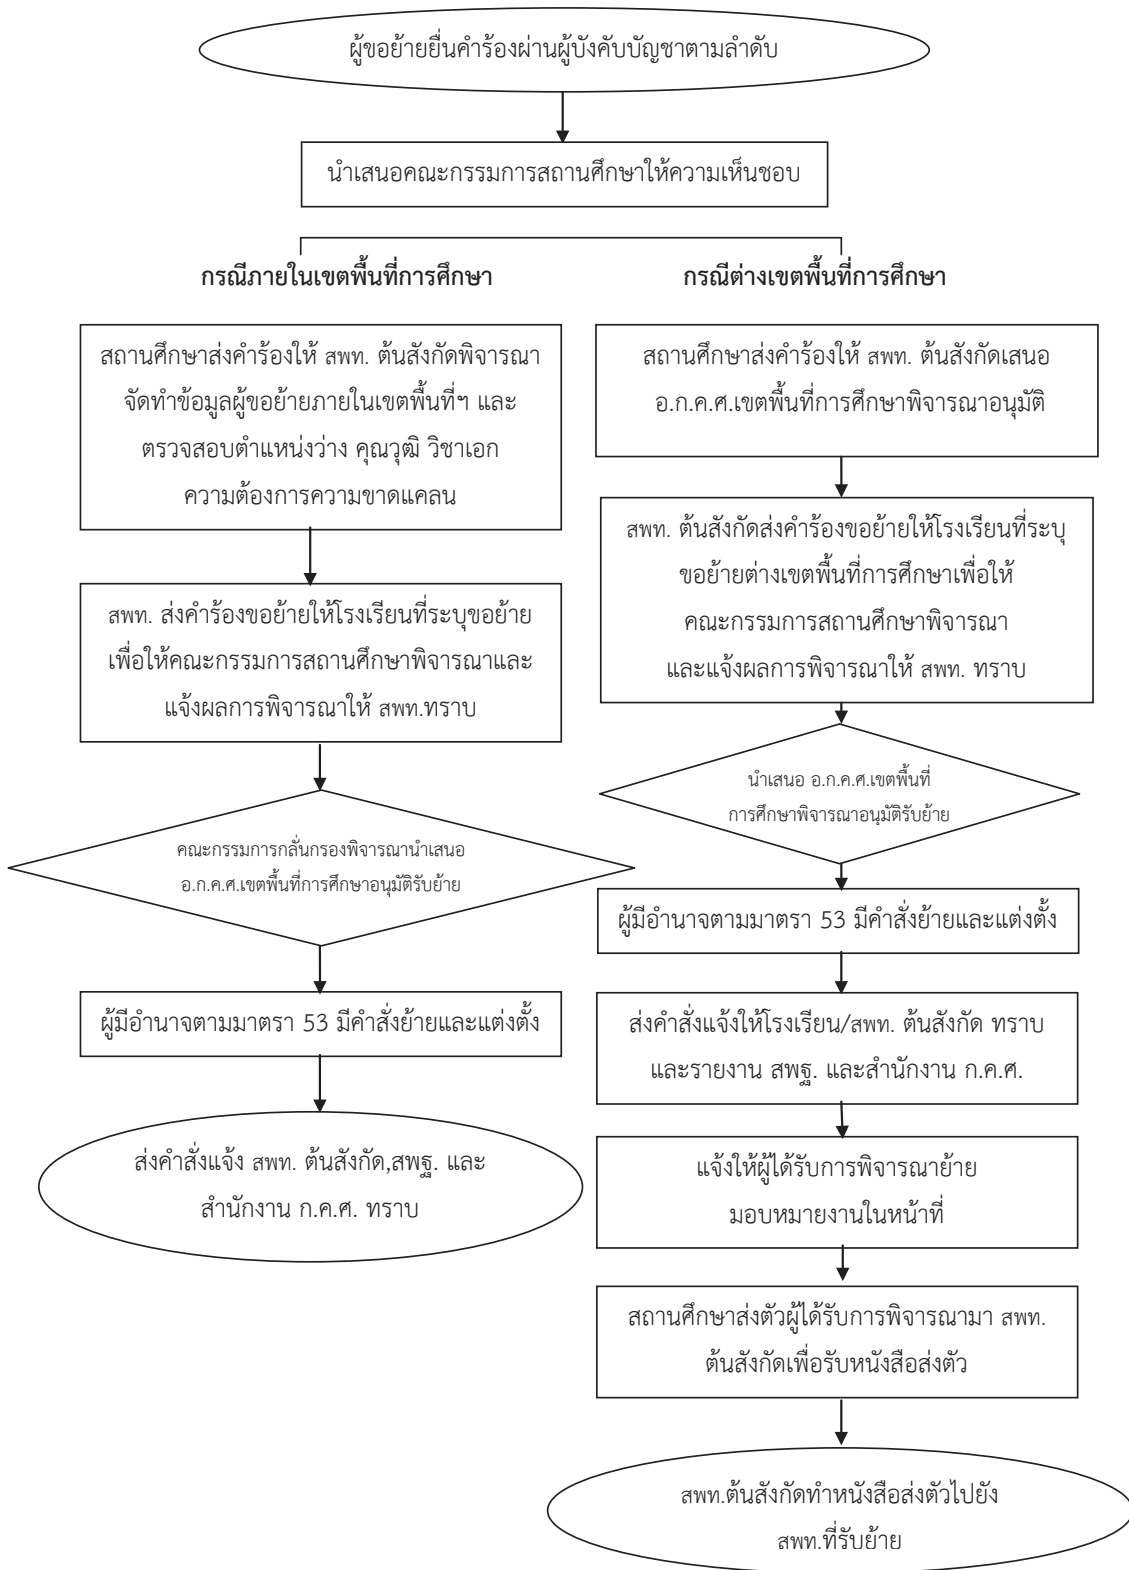 ผู้ขอย้ายยื่นคำร้องผ่านผู้บังคับบัญชาตามลำดับ
นำเสนอคณะกรรมการสถานศึกษาให้ความเห็นชอบ
กรณีภายในเขตพื้นที่การศึกษา
สถานศึกษาส่งคำร้องให้ สพท. ต้นสังกัดพิจารณา
จัดทำข้อมูลผู้ขอย้ายภายในเขตพื้นที่ฯ และ
ตรวจสอบตำแหน่งว่าง คุณวุฒิ วิชาเอก
ความต้องการความขาดแคลน
สพท. ส่งคำร้องขอย้ายให้โรงเรียนที่ระบุขอย้าย
เพื่อให้คณะกรรมการสถานศึกษาพิจารณาและ
แจ้งผลการพิจารณาให้ สพท.ทราบ
คณะกรรมการกลั่นกรองพิจารณานำเสนอ
อ.ก.ค.ศ.เขตพื้นที่การศึกษาอนุมัติรับย้าย
ผู้มีอำนาจตามมาตรา 53 มีคำสั่งย้ายและแต่งตั้ง
ส่งคำสั่งแจ้ง สพท. ต้นสังกัด,สพฐ. และ
สำนักงาน ก.ค.ศ. ทราบ
กรณีต่างเขตพื้นที่การศึกษา
สถานศึกษาส่งคำร้องให้ สพท. ต้นสังกัดเสนอ
อ.ก.ค.ศ.เขตพื้นที่การศึกษาพิจารณาอนุมัติ
สพท. ต้นสังกัดส่งคำร้องขอย้ายให้โรงเรียนที่ระบุ
ขอย้ายต่างเขตพื้นที่การศึกษาเพื่อให้
คณะกรรมการสถานศึกษาพิจารณา
และแจ้งผลการพิจารณาให้ สพท. ทราบ
นำเสนอ อ.ก.ค.ศ.เขตพื้นที่
การศึกษาพิจารณาอนุมัติรับย้าย
ผู้มีอำนาจตามมาตรา 53 มีคำสั่งย้ายและแต่งตั้ง
ส่งคำสั่งแจ้งให้โรงเรียน/สพท. ต้นสังกัด ทราบ
และรายงาน สพฐ. และสำนักงาน ก.ค.ศ.
แจ้งให้ผู้ได้รับการพิจารณาย้าย
มอบหมายงานในหน้าที่
สถานศึกษาส่งตัวผู้ได้รับการพิจารณามา สพท.
ต้นสังกัดเพื่อรับหนังสือส่งตัว
สพท.ต้นสังกัดทำหนังสือส่งตัวไปยัง
สพท.ที่รับย้าย